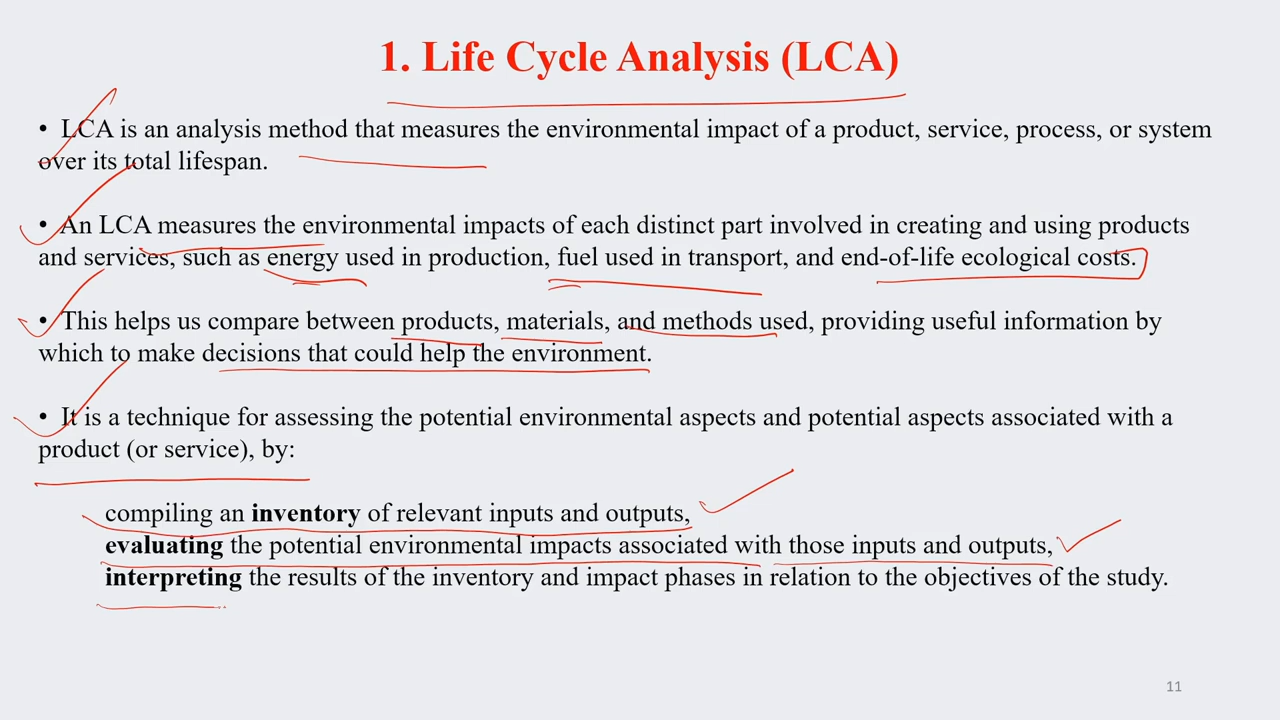 1. Life Cycle Analysis (LCA)
• LCA is an analysis method that measures the environmental impact of a product, service, process, or system
over its total lifespan.
• An LCA measures the environmental impacts of each distinct part involved in creating and using products
and services, such as energy used in production, fuel used in transport, and end-of-life ecological costs.
• This helps us compare between products, materials, and methods used, providing useful information by
which to make decisions that could help the environment.
• It is a technique for assessing the potential environmental aspects and potential aspects associated with a
product (or service), by:
compiling an inventory of relevant inputs and outputs,
evaluating the potential environmental impacts associated with those inputs and outputs,
interpreting the results of the inventory and impact phases in relation to the objectives of the study.
11